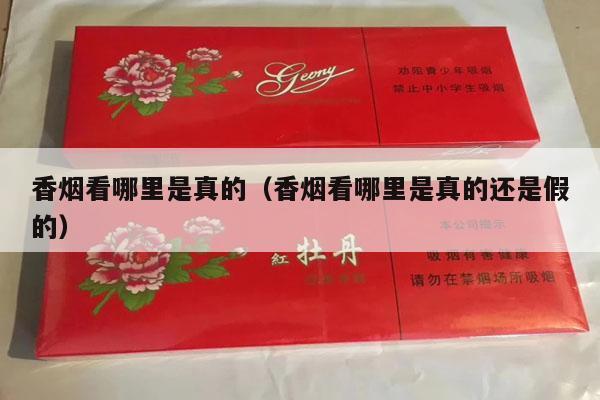 Geony
劝阻青少年吸烟
禁止中小学生吸烟
香烟看哪里是真的（香烟看哪里是真的还是假
的）
本公司提示
紅 牡丹
吸烟有害健康
请勿在禁烟场所吸烟